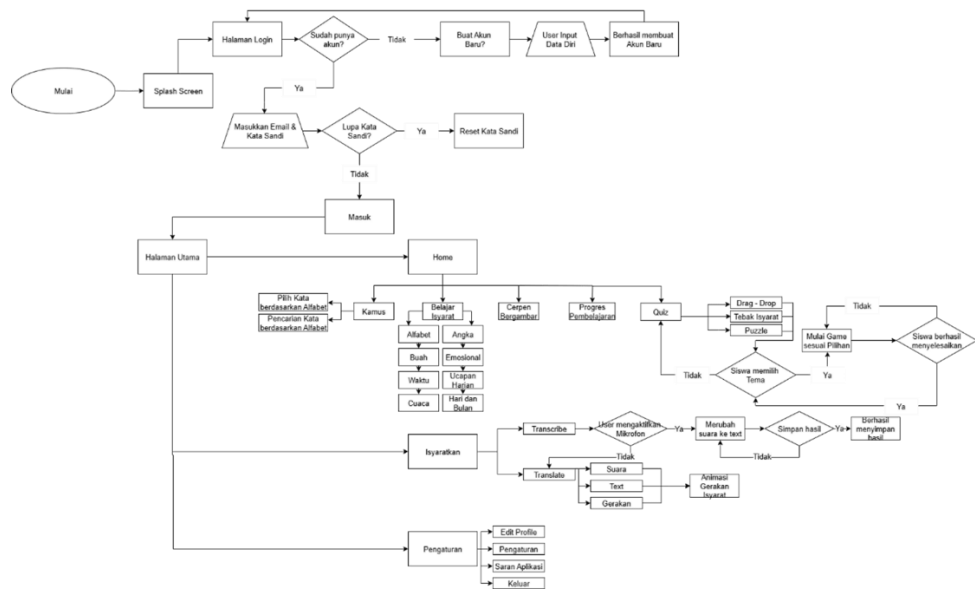 Halaman Login
Sudah punya
akun?
Tidak
Buat Akun
Baru?
User Input
Data Diri
Berhasil membuat
Akun Baru
Mulai
Splash Screen
Ya
Masukkan Email &
Kata Sandi
Lupa Kata
Sandi?
Ya
Reset Kata Sandi
Tidak
Masuk
Halaman Utama
Home
Pilih Kata
berdasarkan Alfabet
Pencarian Kata
berdasarkan Alfabet
Kamus
Belajar
Isyarat
Cerpen
Bergambar
Progres
Pembelajaran
Quiz
Drag - Drop
Tebak Isyarat
Puzzle
Alfabet
Angka
Buah
Emosional
Waktu
Ucapan
Harian
Cuaca
Hari dan
Bulan
Tidak
Mulai Game
sesuai Pilihan
Siswa berhasil
menyelesaikan
Tidak
Siswa memilih
Tema
Ya
Ya
Isyaratkan
Transcribe
User mengaktifkan
Mikrofon
Ya
Merubah
suara ke text
Simpan hasil
Ya
Berhasil
menyimpan
hasil
Tidak
Tidak
Translate
Suara
Text
Gerakan
Animasi
Gerakan
Isyarat
Pengaturan
Edit Profile
Pengaturan
Saran Aplikasi
Keluar